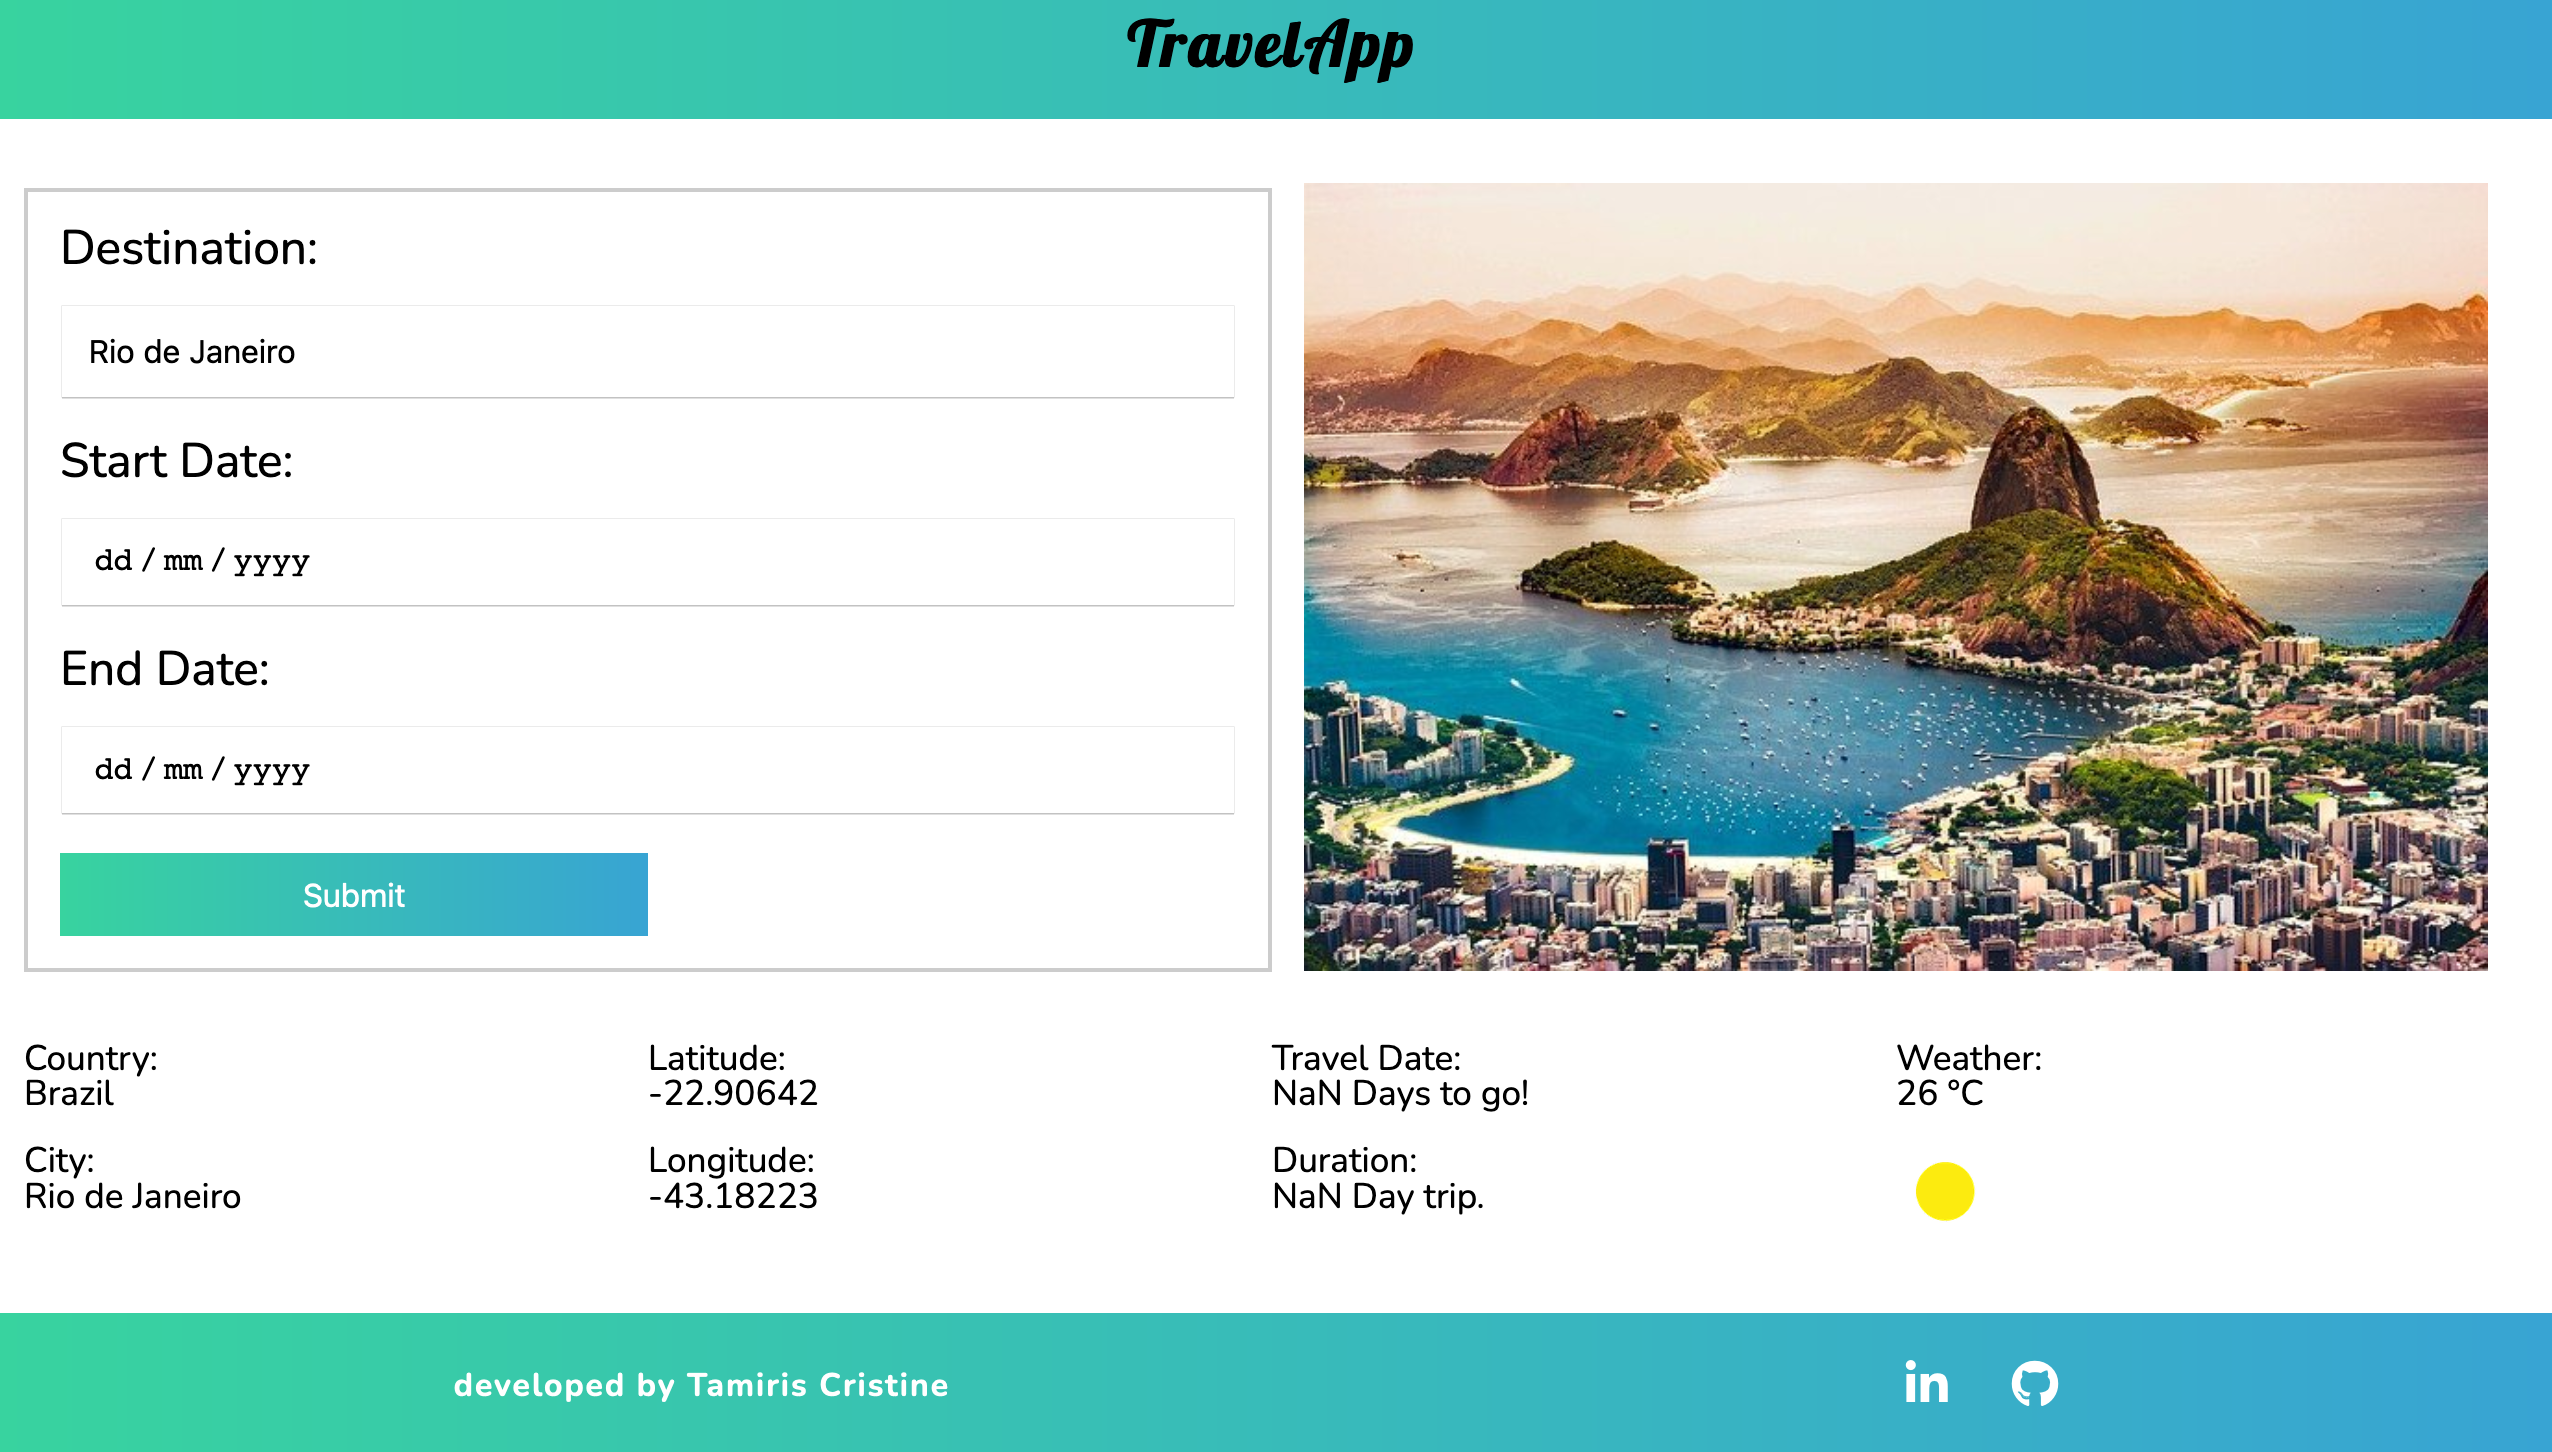 TravelApp
Destination:
Rio de Janeiro
Start Date:
dd / mm / yyyy
End Date:
dd / mm / yyyy
Submit
Country:
Brazil
City:
Rio de Janeiro
Latitude:
-22.90642
Longitude:
-43.18223
Travel Date:
NaN Days to go!
Duration:
NaN Day trip.
Weather:
26 °C
developed by Tamiris Cristine
in